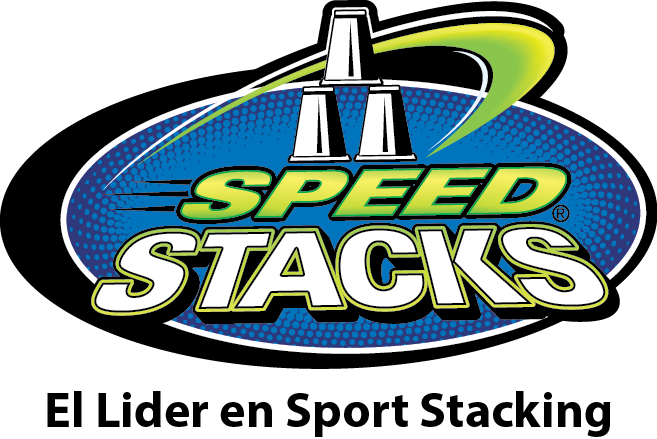 SPEED
STACKS®
El Lider en Sport Stacking